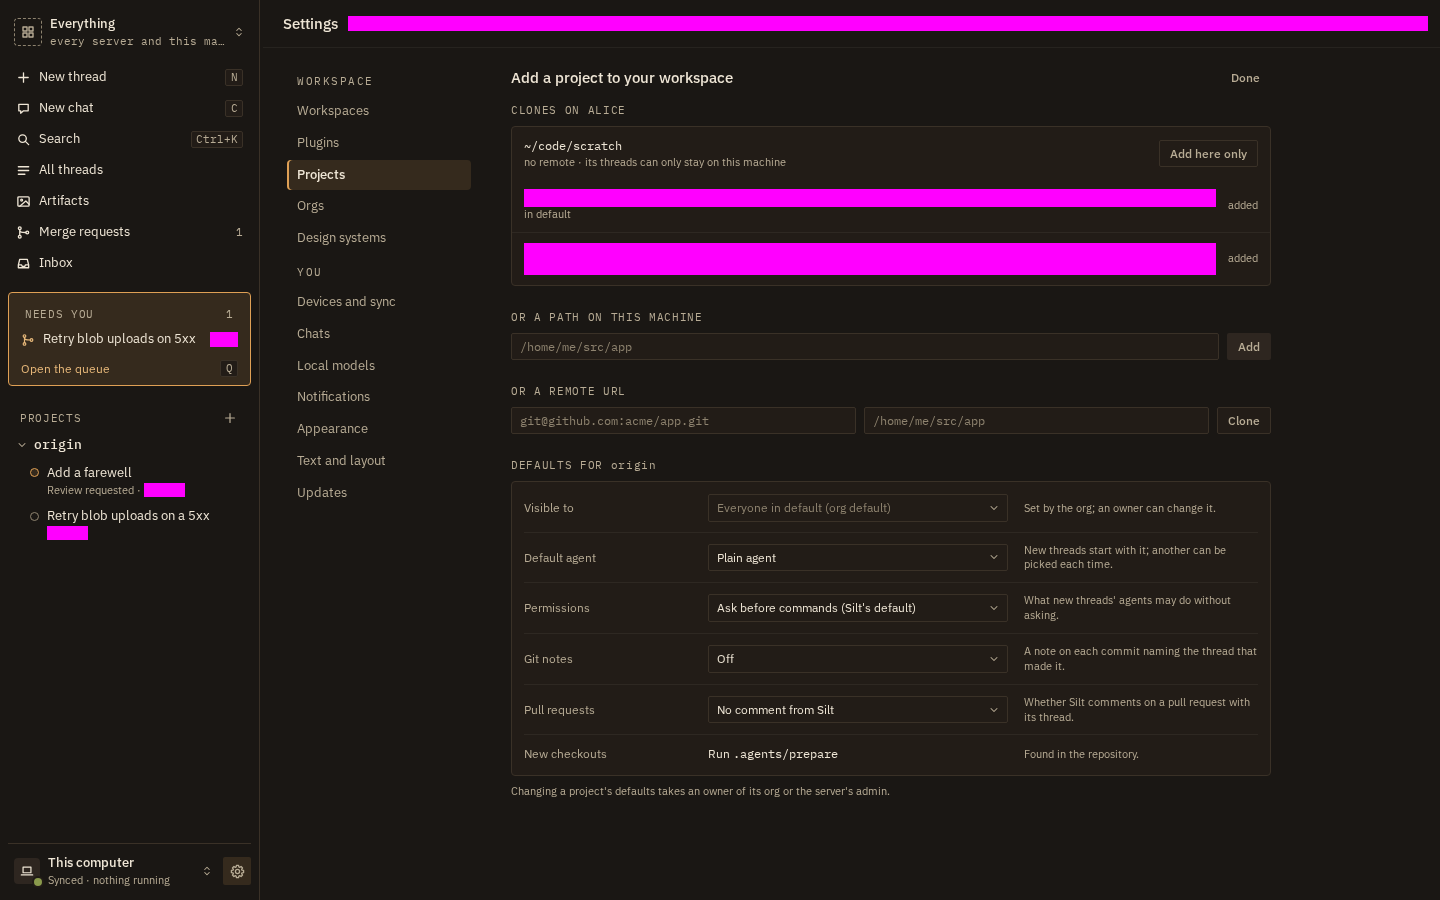 Everything
every server and this ma…
New thread N
New chat C
Search Ctrl+K
All threads
Artifacts
Merge requests 1
Inbox
NEEDS YOU 1
Retry blob uploads on 5xx
Open the queue Q
PROJECTS
origin
Add a farewell
Review requested ·
Retry blob uploads on a 5xx
This computer
Synced · nothing running
Settings
WORKSPACE
Workspaces
Plugins
Projects
Orgs
Design systems
YOU
Devices and sync
Chats
Local models
Notifications
Appearance
Text and layout
Updates
Add a project to your workspace Done
CLONES ON ALICE
~/code/scratch
no remote · its threads can only stay on this machine
Add here only
added
in default
added
OR A PATH ON THIS MACHINE
/home/me/src/app Add
OR A REMOTE URL
git@github.com:acme/app.git /home/me/src/app Clone
DEFAULTS FOR origin
Visible to Everyone in default (org default) Set by the org; an owner can change it.
Default agent Plain agent New threads start with it; another can be
picked each time.
Permissions Ask before commands (Silt's default) What new threads' agents may do without
asking.
Git notes Off A note on each commit naming the thread that
made it.
Pull requests No comment from Silt Whether Silt comments on a pull request with
its thread.
New checkouts Run .agents/prepare Found in the repository.
Changing a project's defaults takes an owner of its org or the server's admin.